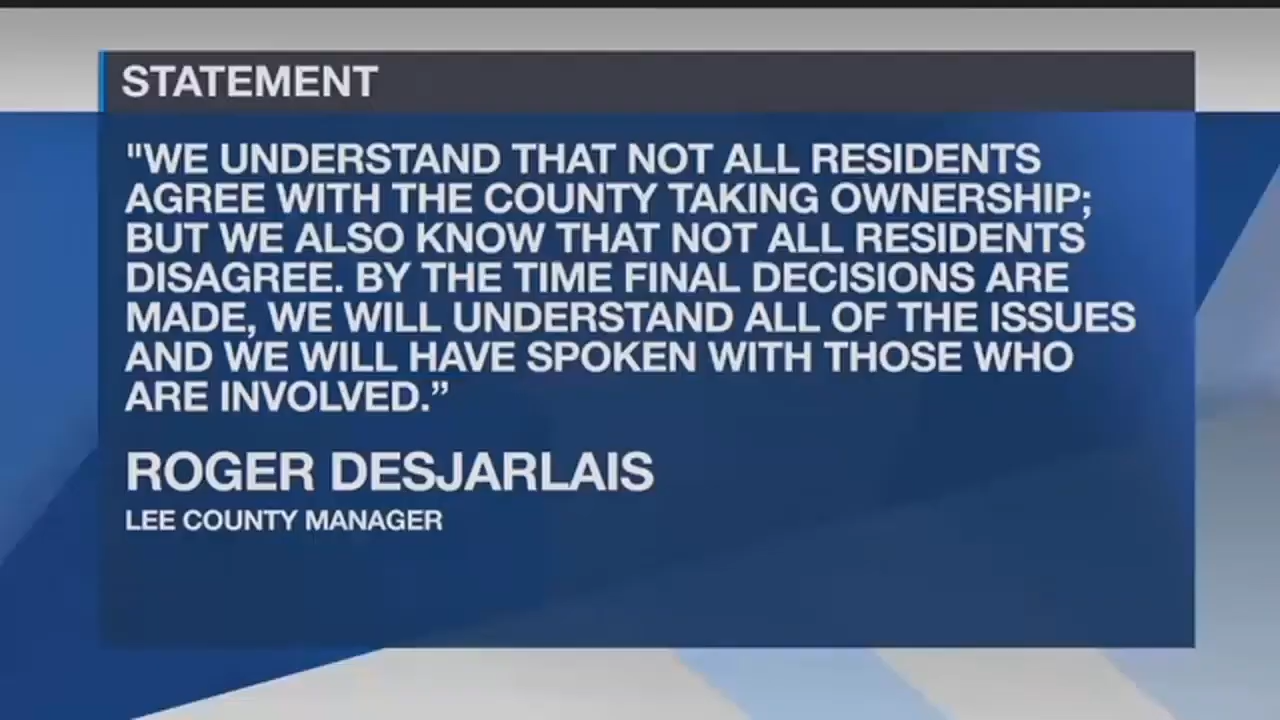 STATEMENT
"WE UNDERSTAND THAT NOT ALL RESIDENTS
AGREE WITH THE COUNTY TAKING OWNERSHIP;
BUT WE ALSO KNOW THAT NOT ALL RESIDENTS
DISAGREE. BY THE TIME FINAL DECISIONS ARE
MADE, WE WILL UNDERSTAND ALL OF THE ISSUES
AND WE WILL HAVE SPOKEN WITH THOSE WHO
ARE INVOLVED.”
ROGER DESJARLAIS
LEE COUNTY MANAGER